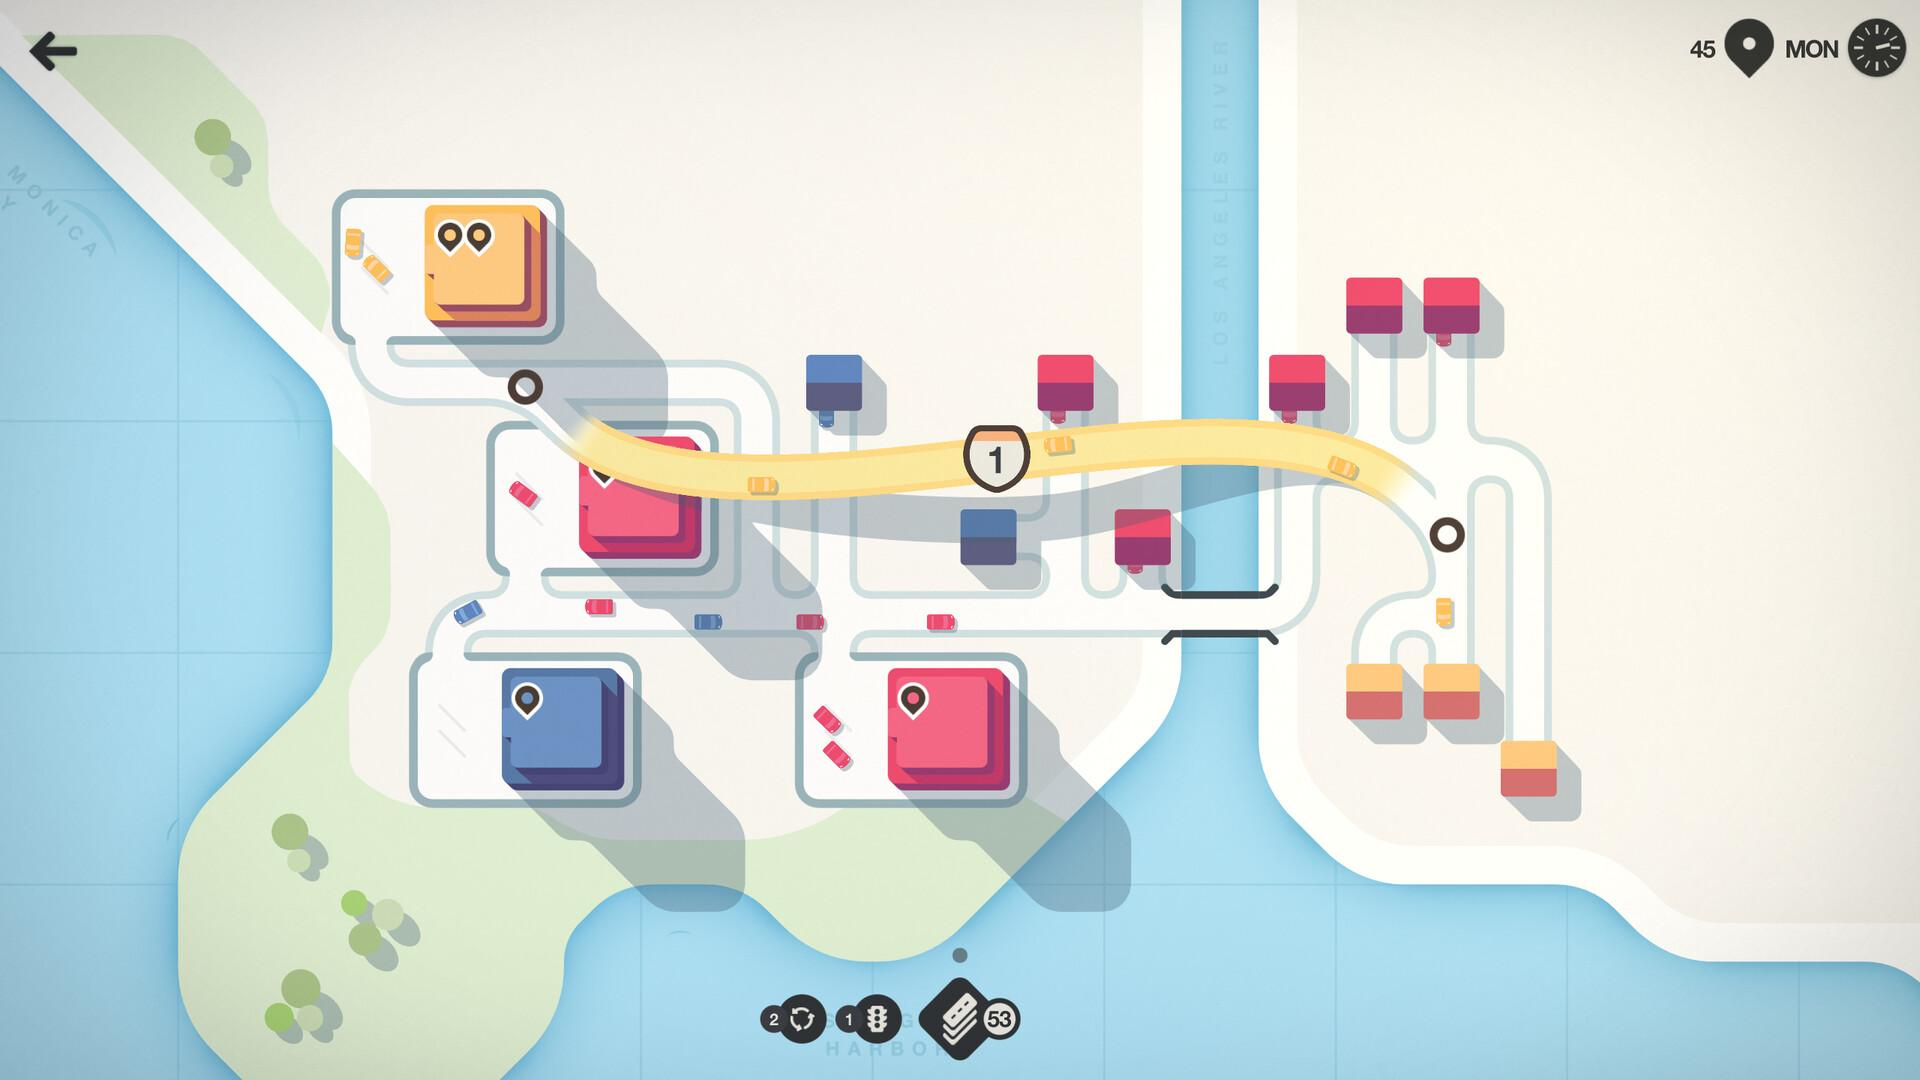 45 MON
MONICA
Y
LOS ANGELES RIVER
1
2
1
53
HARBOR